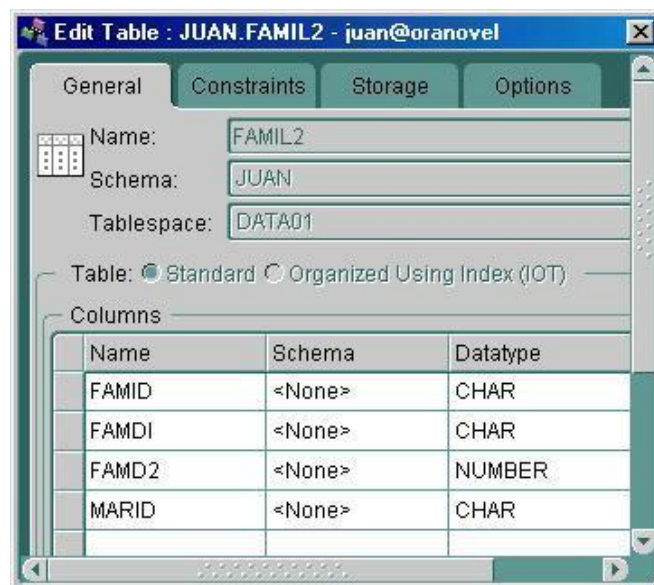 Edit Table : JUAN.FAMIL2 - juan@oranovel
General Constraints Storage Options
Name: FAMIL2
Schema: JUAN
Tablespace: DATA01
Table: Standard Organized Using Index (IOT)
Columns
Name Schema Datatype
FAMID <None> CHAR
FAMDI <None> CHAR
FAMD2 <None> NUMBER
MARID <None> CHAR